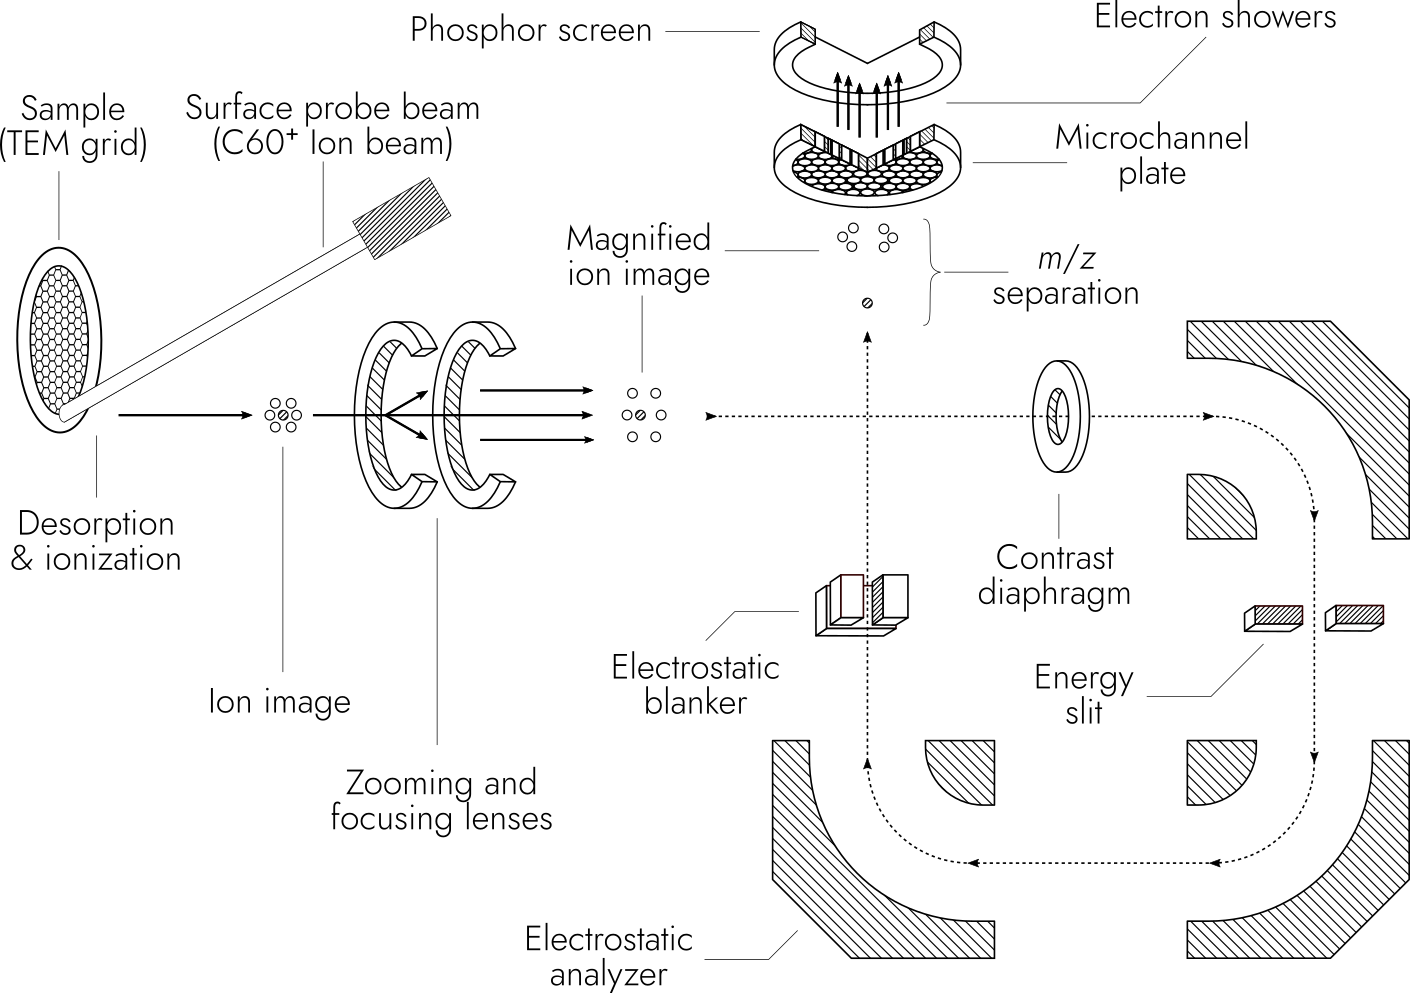 Phosphor screen
Electron showers
Sample
(TEM grid)
Surface probe beam
(C60⁺ Ion beam)
Microchannel
plate
Magnified
ion image
m/z
separation
Desorption
& ionization
Contrast
diaphragm
Ion image
Electrostatic
blanker
Energy
slit
Zooming and
focusing lenses
Electrostatic
analyzer